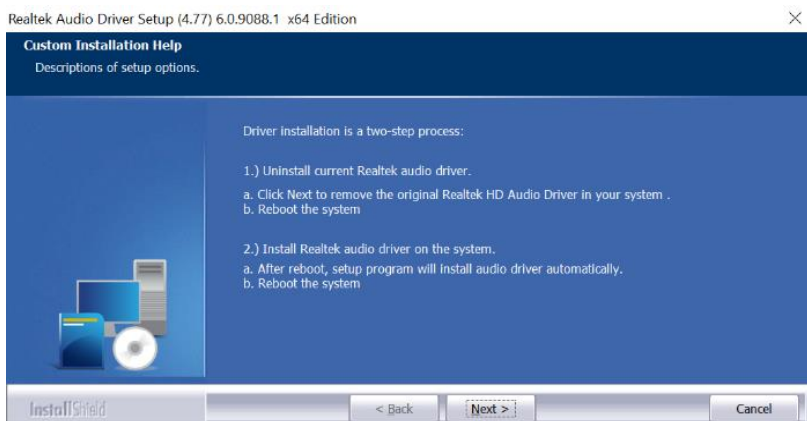 Realtek Audio Driver Setup (4.77) 6.0.9088.1 x64 Edition
Custom Installation Help
Descriptions of setup options.
Driver installation is a two-step process:
1.) Uninstall current Realtek audio driver.
a. Click Next to remove the original Realtek HD Audio Driver in your system .
b. Reboot the system
2.) Install Realtek audio driver on the system.
a. After reboot, setup program will install audio driver automatically.
b. Reboot the system
InstallShield
< Back
Next >
Cancel